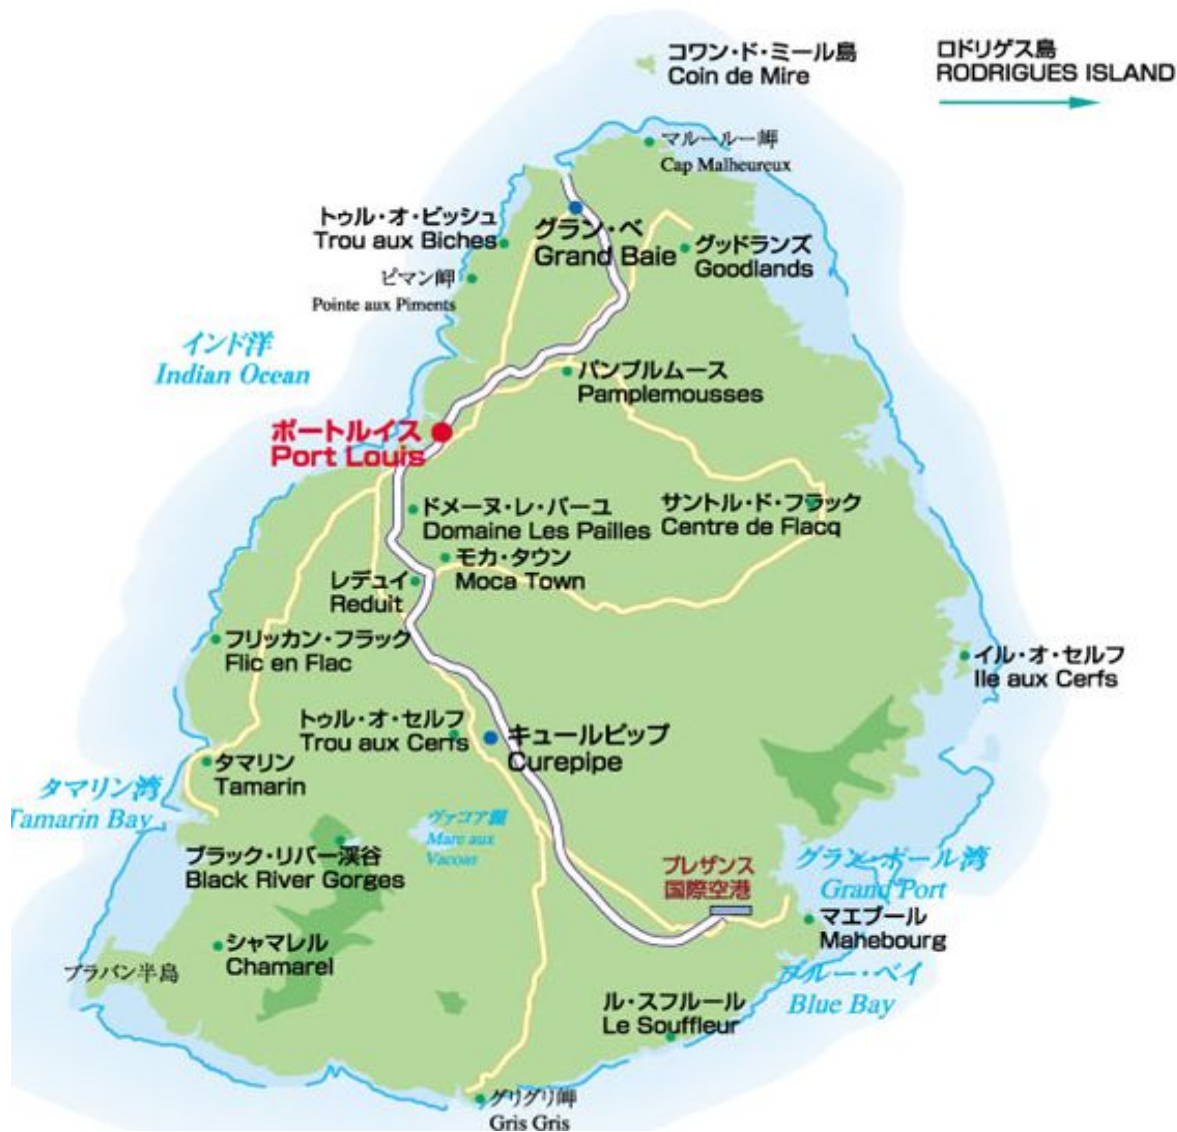 コワン・ド・ミール島
Coin de Mire
ロドリゲス島
RODRIGUES ISLAND
マルールー岬
Cap Malheureux
トゥル・オ・ビッシュ
Trou aux Biches
グラン・ベ
Grand Baie
グッドランズ
Goodlands
ピマン岬
Pointe aux Piments
インド洋
Indian Ocean
パンプルムース
Pamplemousses
ポートルイス
Port Louis
ドメーヌ・レ・パーユ
Domaine Les Pailles
サントル・ド・フラック
Centre de Flacq
モカ・タウン
Moca Town
レデュイ
Reduit
フリッカン・フラック
Flic en Flac
イル・オ・セルフ
Ile aux Cerfs
トゥル・オ・セルフ
Trou aux Cerfs
キュールピップ
Curepipe
タマリン
Tamarin
タマリン湾
Tamarin Bay
ヴァコア湖
Mare aux
Vacoas
ブラック・リバー渓谷
Black River Gorges
プレザンス
国際空港
グラン・ポール湾
Grand Port
マエブール
Mahebourg
シャマレル
Chamarel
ブラバン半島
ブルー・ベイ
Blue Bay
ル・スフルール
Le Souffleur
グリグリ岬
Gris Gris